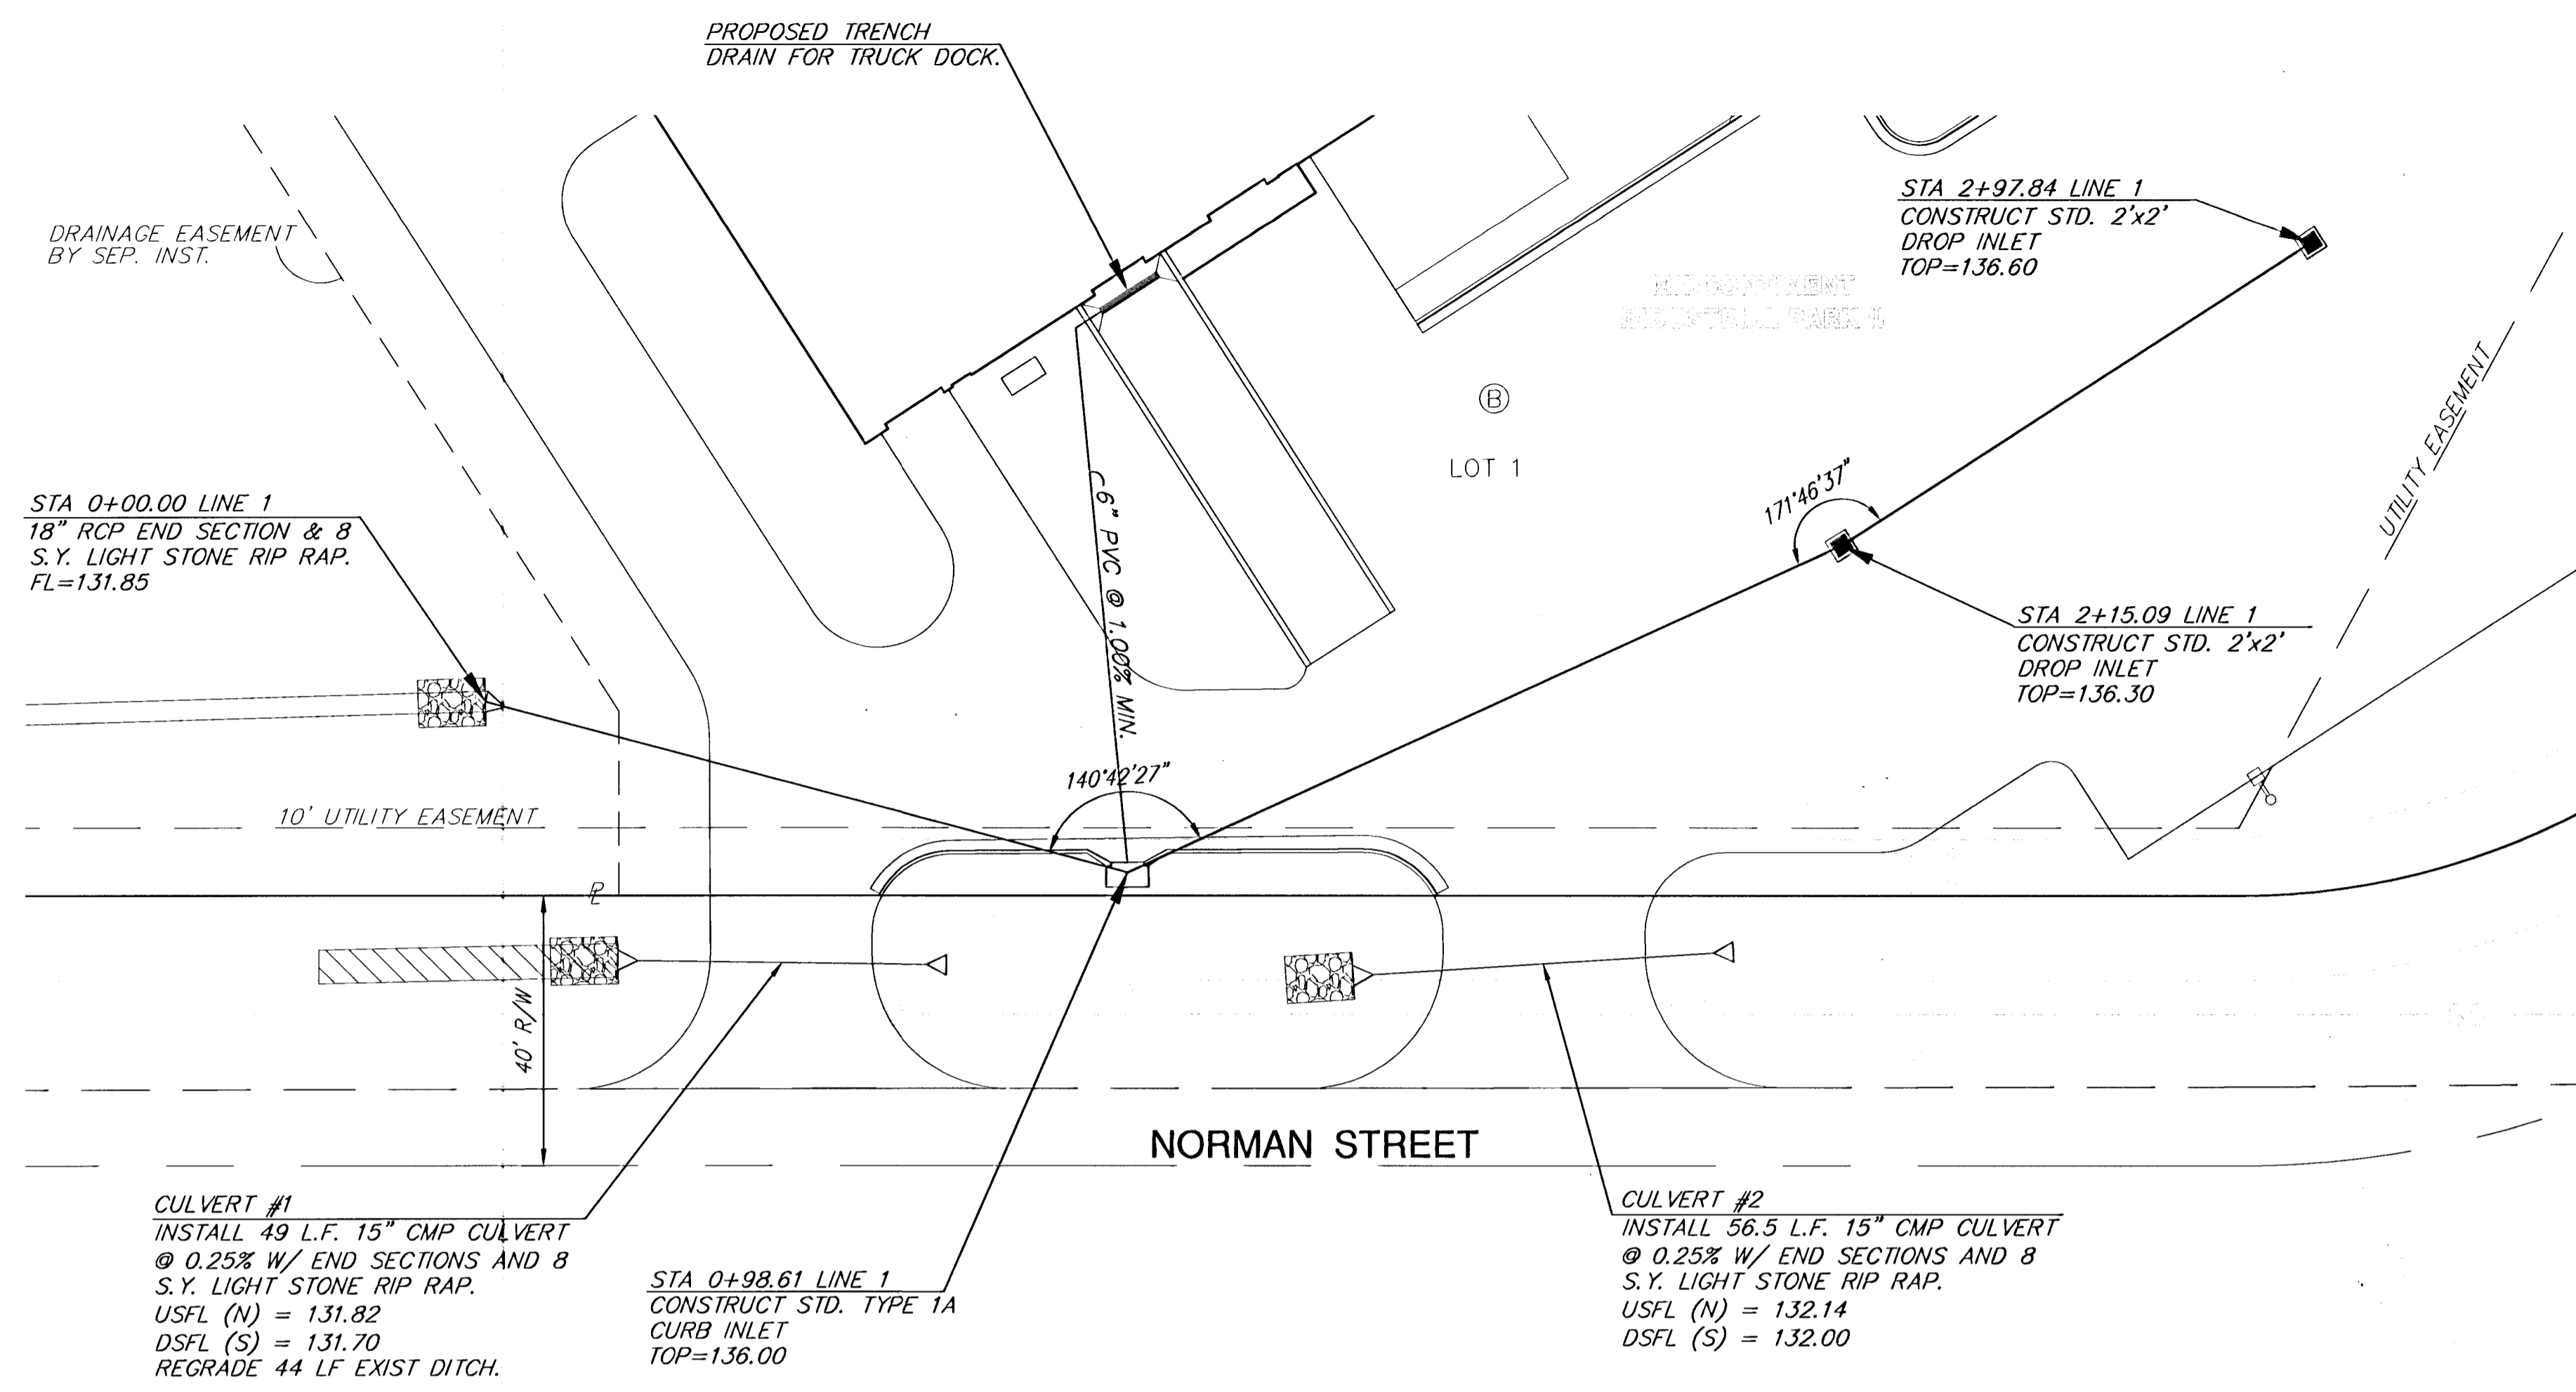 PROPOSED TRENCH
DRAIN FOR TRUCK DOCK.
STA 2+97.84 LINE 1
CONSTRUCT STD. 2'x2'
DROP INLET
TOP=136.60
DRAINAGE EASEMENT
BY SEP. INST.
INDUSTRIAL PARK
B
LOT 1
UTILITY EASEMENT
171°46'37"
6" PVC @ 1.00% MIN.
STA 0+00.00 LINE 1
18" RCP END SECTION & 8
S.Y. LIGHT STONE RIP RAP.
FL=131.85
STA 2+15.09 LINE 1
CONSTRUCT STD. 2'x2'
DROP INLET
TOP=136.30
140°42'27"
10' UTILITY EASEMENT
PL
40' R/W
NORMAN STREET
CULVERT #1
INSTALL 49 L.F. 15" CMP CULVERT
@ 0.25% W/ END SECTIONS AND 8
S.Y. LIGHT STONE RIP RAP.
USFL (N) = 131.82
DSFL (S) = 131.70
REGRADE 44 LF EXIST DITCH.
STA 0+98.61 LINE 1
CONSTRUCT STD. TYPE 1A
CURB INLET
TOP=136.00
CULVERT #2
INSTALL 56.5 L.F. 15" CMP CULVERT
@ 0.25% W/ END SECTIONS AND 8
S.Y. LIGHT STONE RIP RAP.
USFL (N) = 132.14
DSFL (S) = 132.00